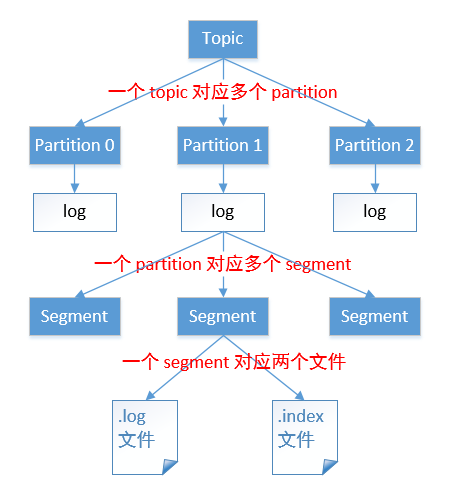 Topic
一个 topic 对应多个 partition
Partition 0
Partition 1
Partition 2
log
log
log
一个 partition 对应多个 segment
Segment
Segment
Segment
一个 segment 对应两个文件
.log
文件
.index
文件